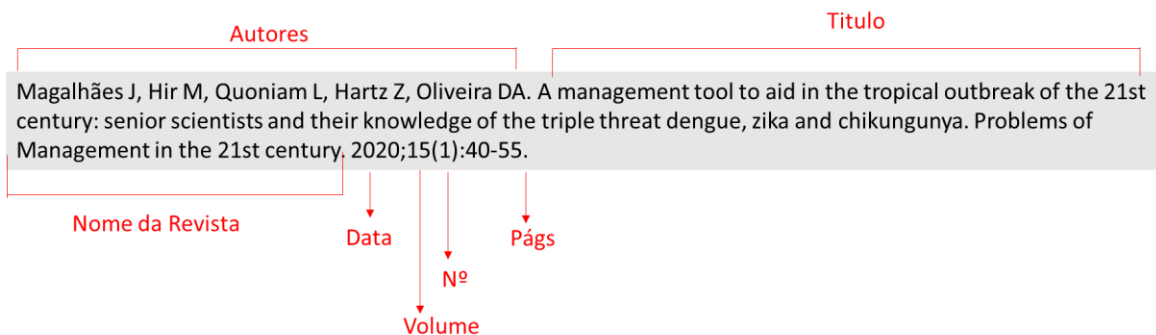 Autores
Titulo
Magalhães J, Hir M, Quoniam L, Hartz Z, Oliveira DA. A management tool to aid in the tropical outbreak of the 21st
century: senior scientists and their knowledge of the triple threat dengue, zika and chikungunya. Problems of
Management in the 21st century. 2020;15(1):40-55.
Nome da Revista
Data
Págs
Nº
Volume